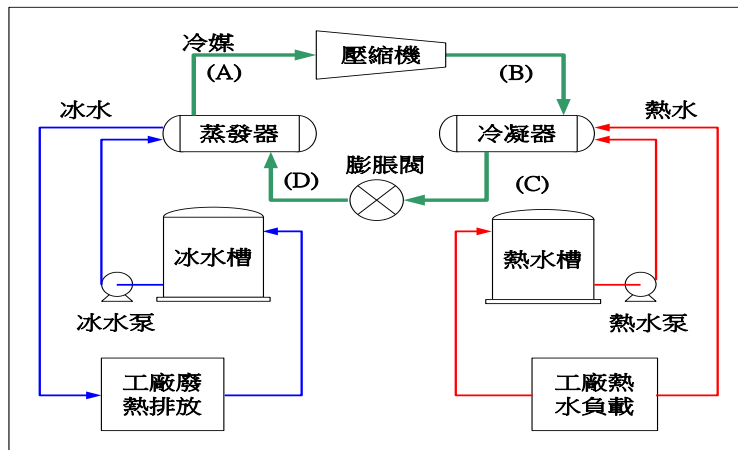 冷媒
壓縮機
(A)
(B)
冰水
熱水
蒸發器
冷凝器
膨脹閥
(D)
(C)
冰水槽
熱水槽
冰水泵
熱水泵
工廠廢
熱排放
工廠熱
水負載